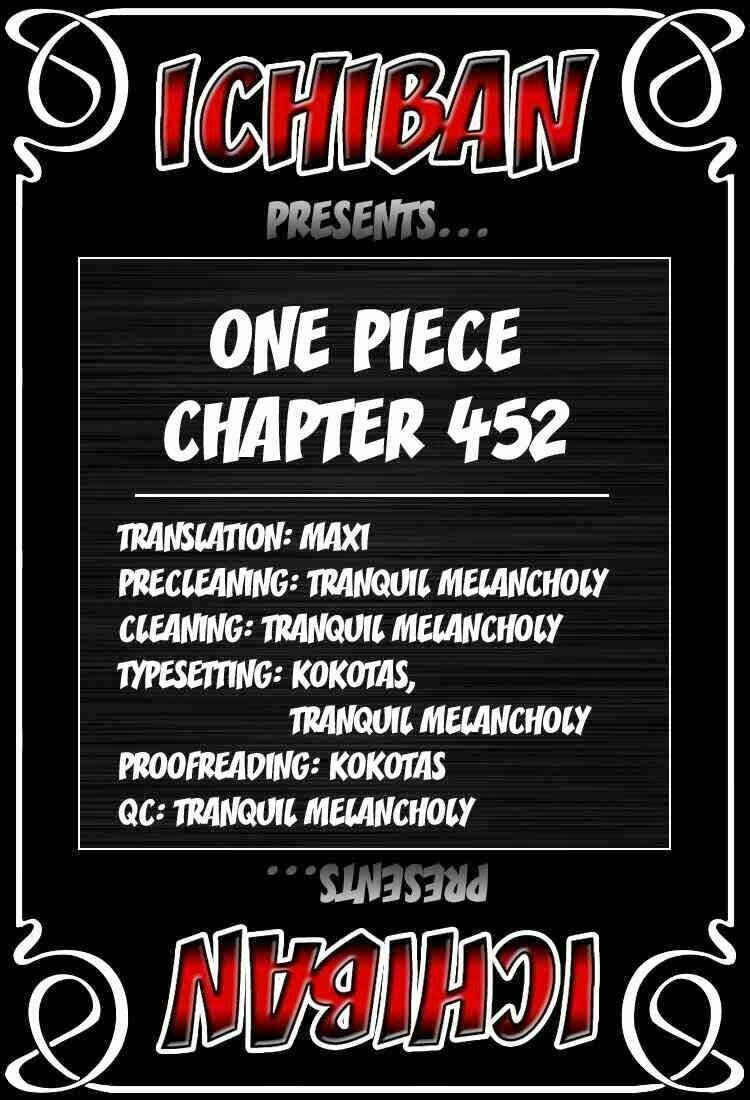 ICHIBAN
PRESENTS...
ONE PIECE
CHAPTER 452
TRANSLATION: MAXI
PRECLEANING: TRANQUIL MELANCHOLY
CLEANING: TRANQUIL MELANCHOLY
TYPESETTING: KOKOTAS,
TRANQUIL MELANCHOLY
PROOFREADING: KOKOTAS
QC: TRANQUIL MELANCHOLY
PRESENTS...
ICHIBAN